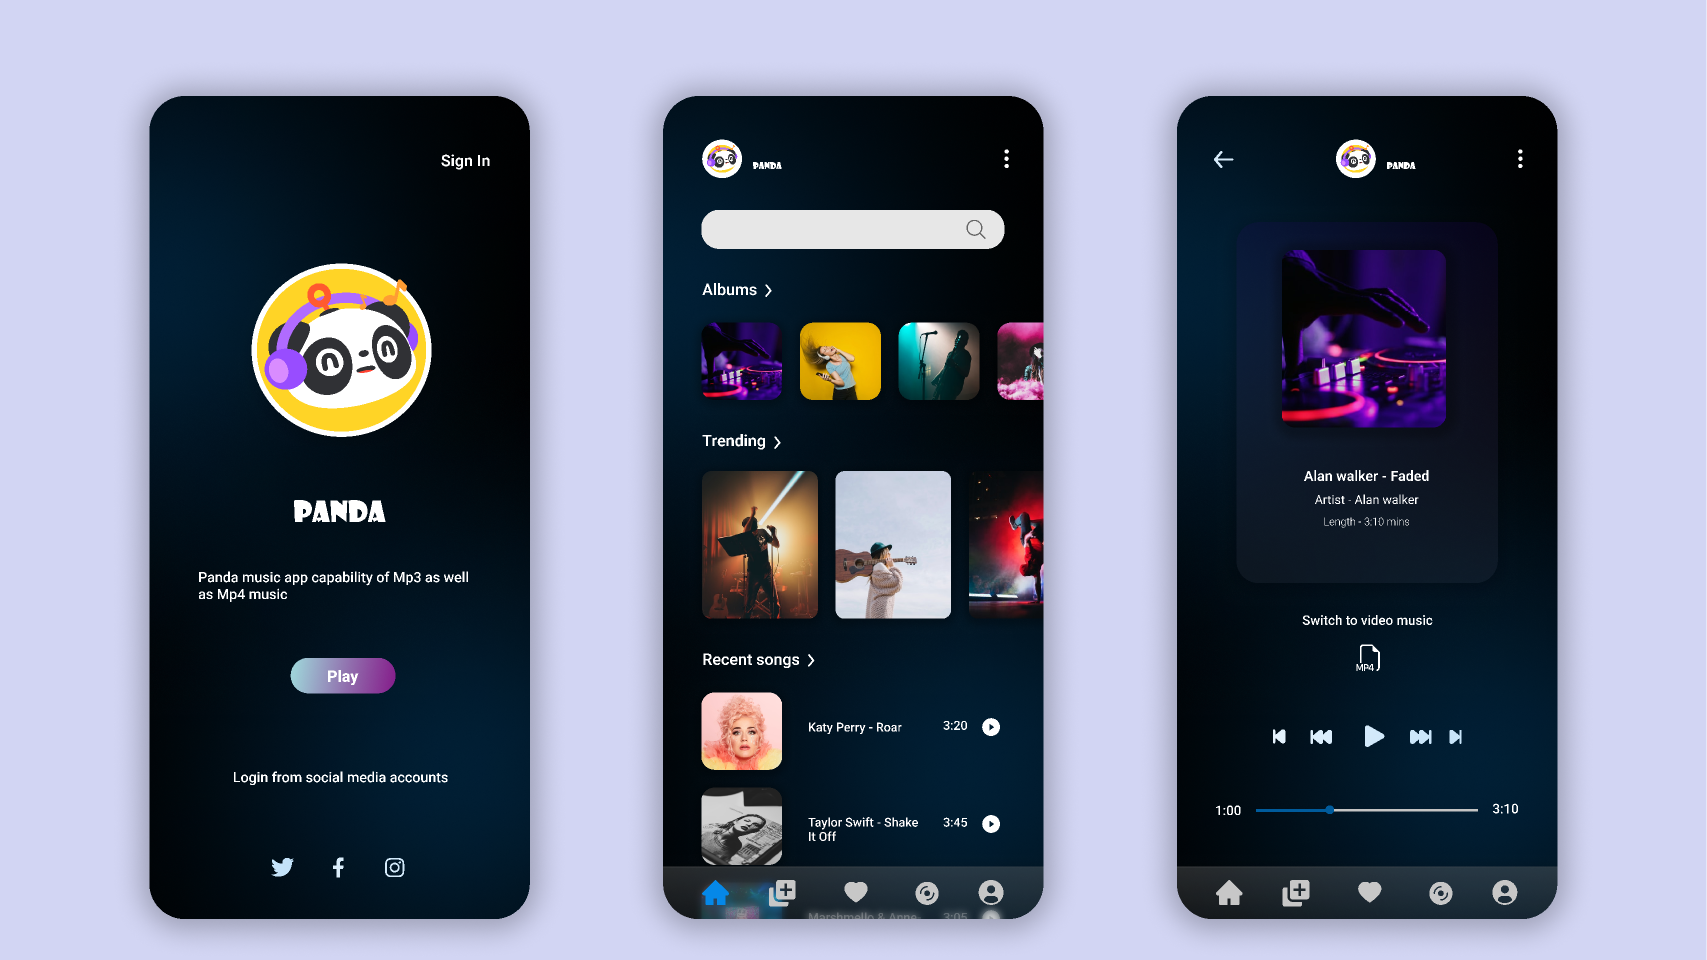 Sign In
PANDA
Panda music app capability of Mp3 as well
as Mp4 music
Play
Login from social media accounts
PANDA
Albums
Trending
Recent songs
Katy Perry - Roar
3:20
Taylor Swift - Shake
It Off
3:45
Marshmello & Anne-
3:05
PANDA
Alan walker - Faded
Artist - Alan walker
Length - 3:10 mins
Switch to video music
MP4
1:00
3:10